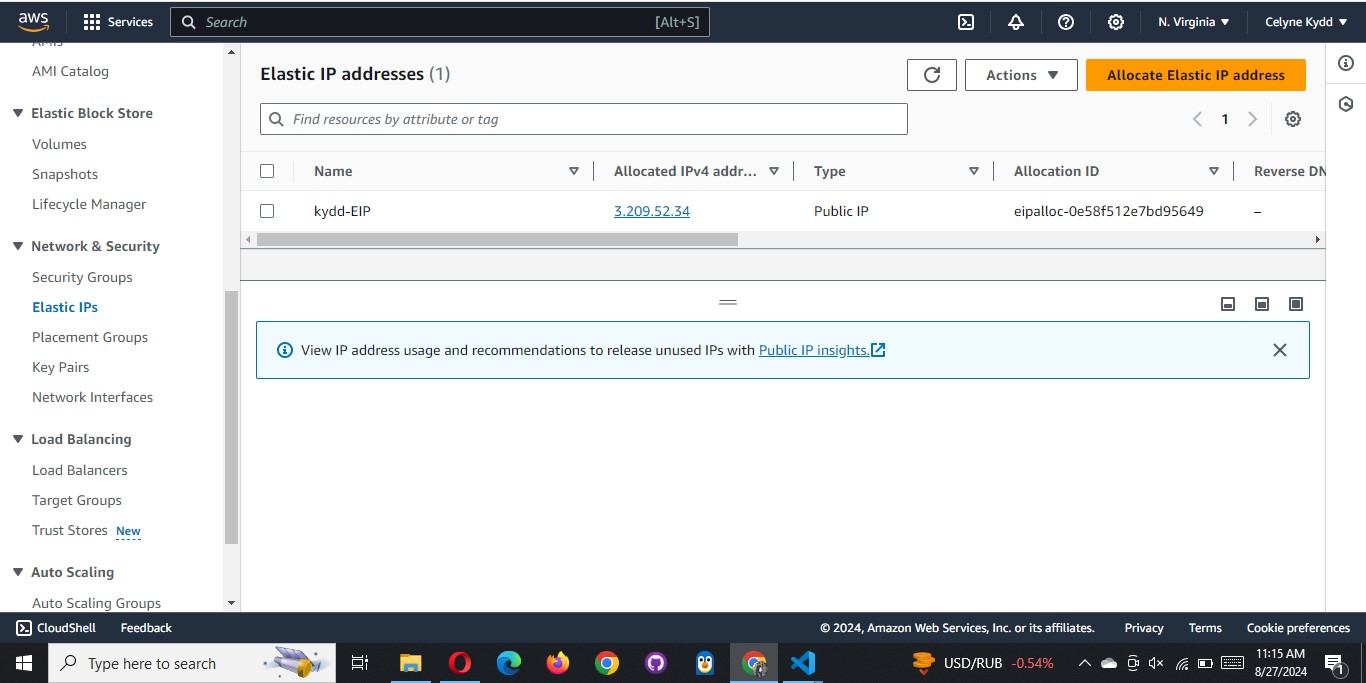 aws Services Search [Alt+S] N. Virginia Celyne Kydd
AMIs
AMI Catalog
Elastic Block Store
Volumes
Snapshots
Lifecycle Manager
Network & Security
Security Groups
Elastic IPs
Placement Groups
Key Pairs
Network Interfaces
Load Balancing
Load Balancers
Target Groups
Trust Stores New
Auto Scaling
Auto Scaling Groups
Elastic IP addresses (1) Actions Allocate Elastic IP address
Find resources by attribute or tag 1
Name Allocated IPv4 addr... Type Allocation ID Reverse DN
kydd-EIP 3.209.52.34 Public IP eipalloc-0e58f512e7bd95649 –
View IP address usage and recommendations to release unused IPs with Public IP insights.
CloudShell Feedback © 2024, Amazon Web Services, Inc. or its affiliates. Privacy Terms Cookie preferences
Type here to search USD/RUB -0.54% 11:15 AM
8/27/2024 1